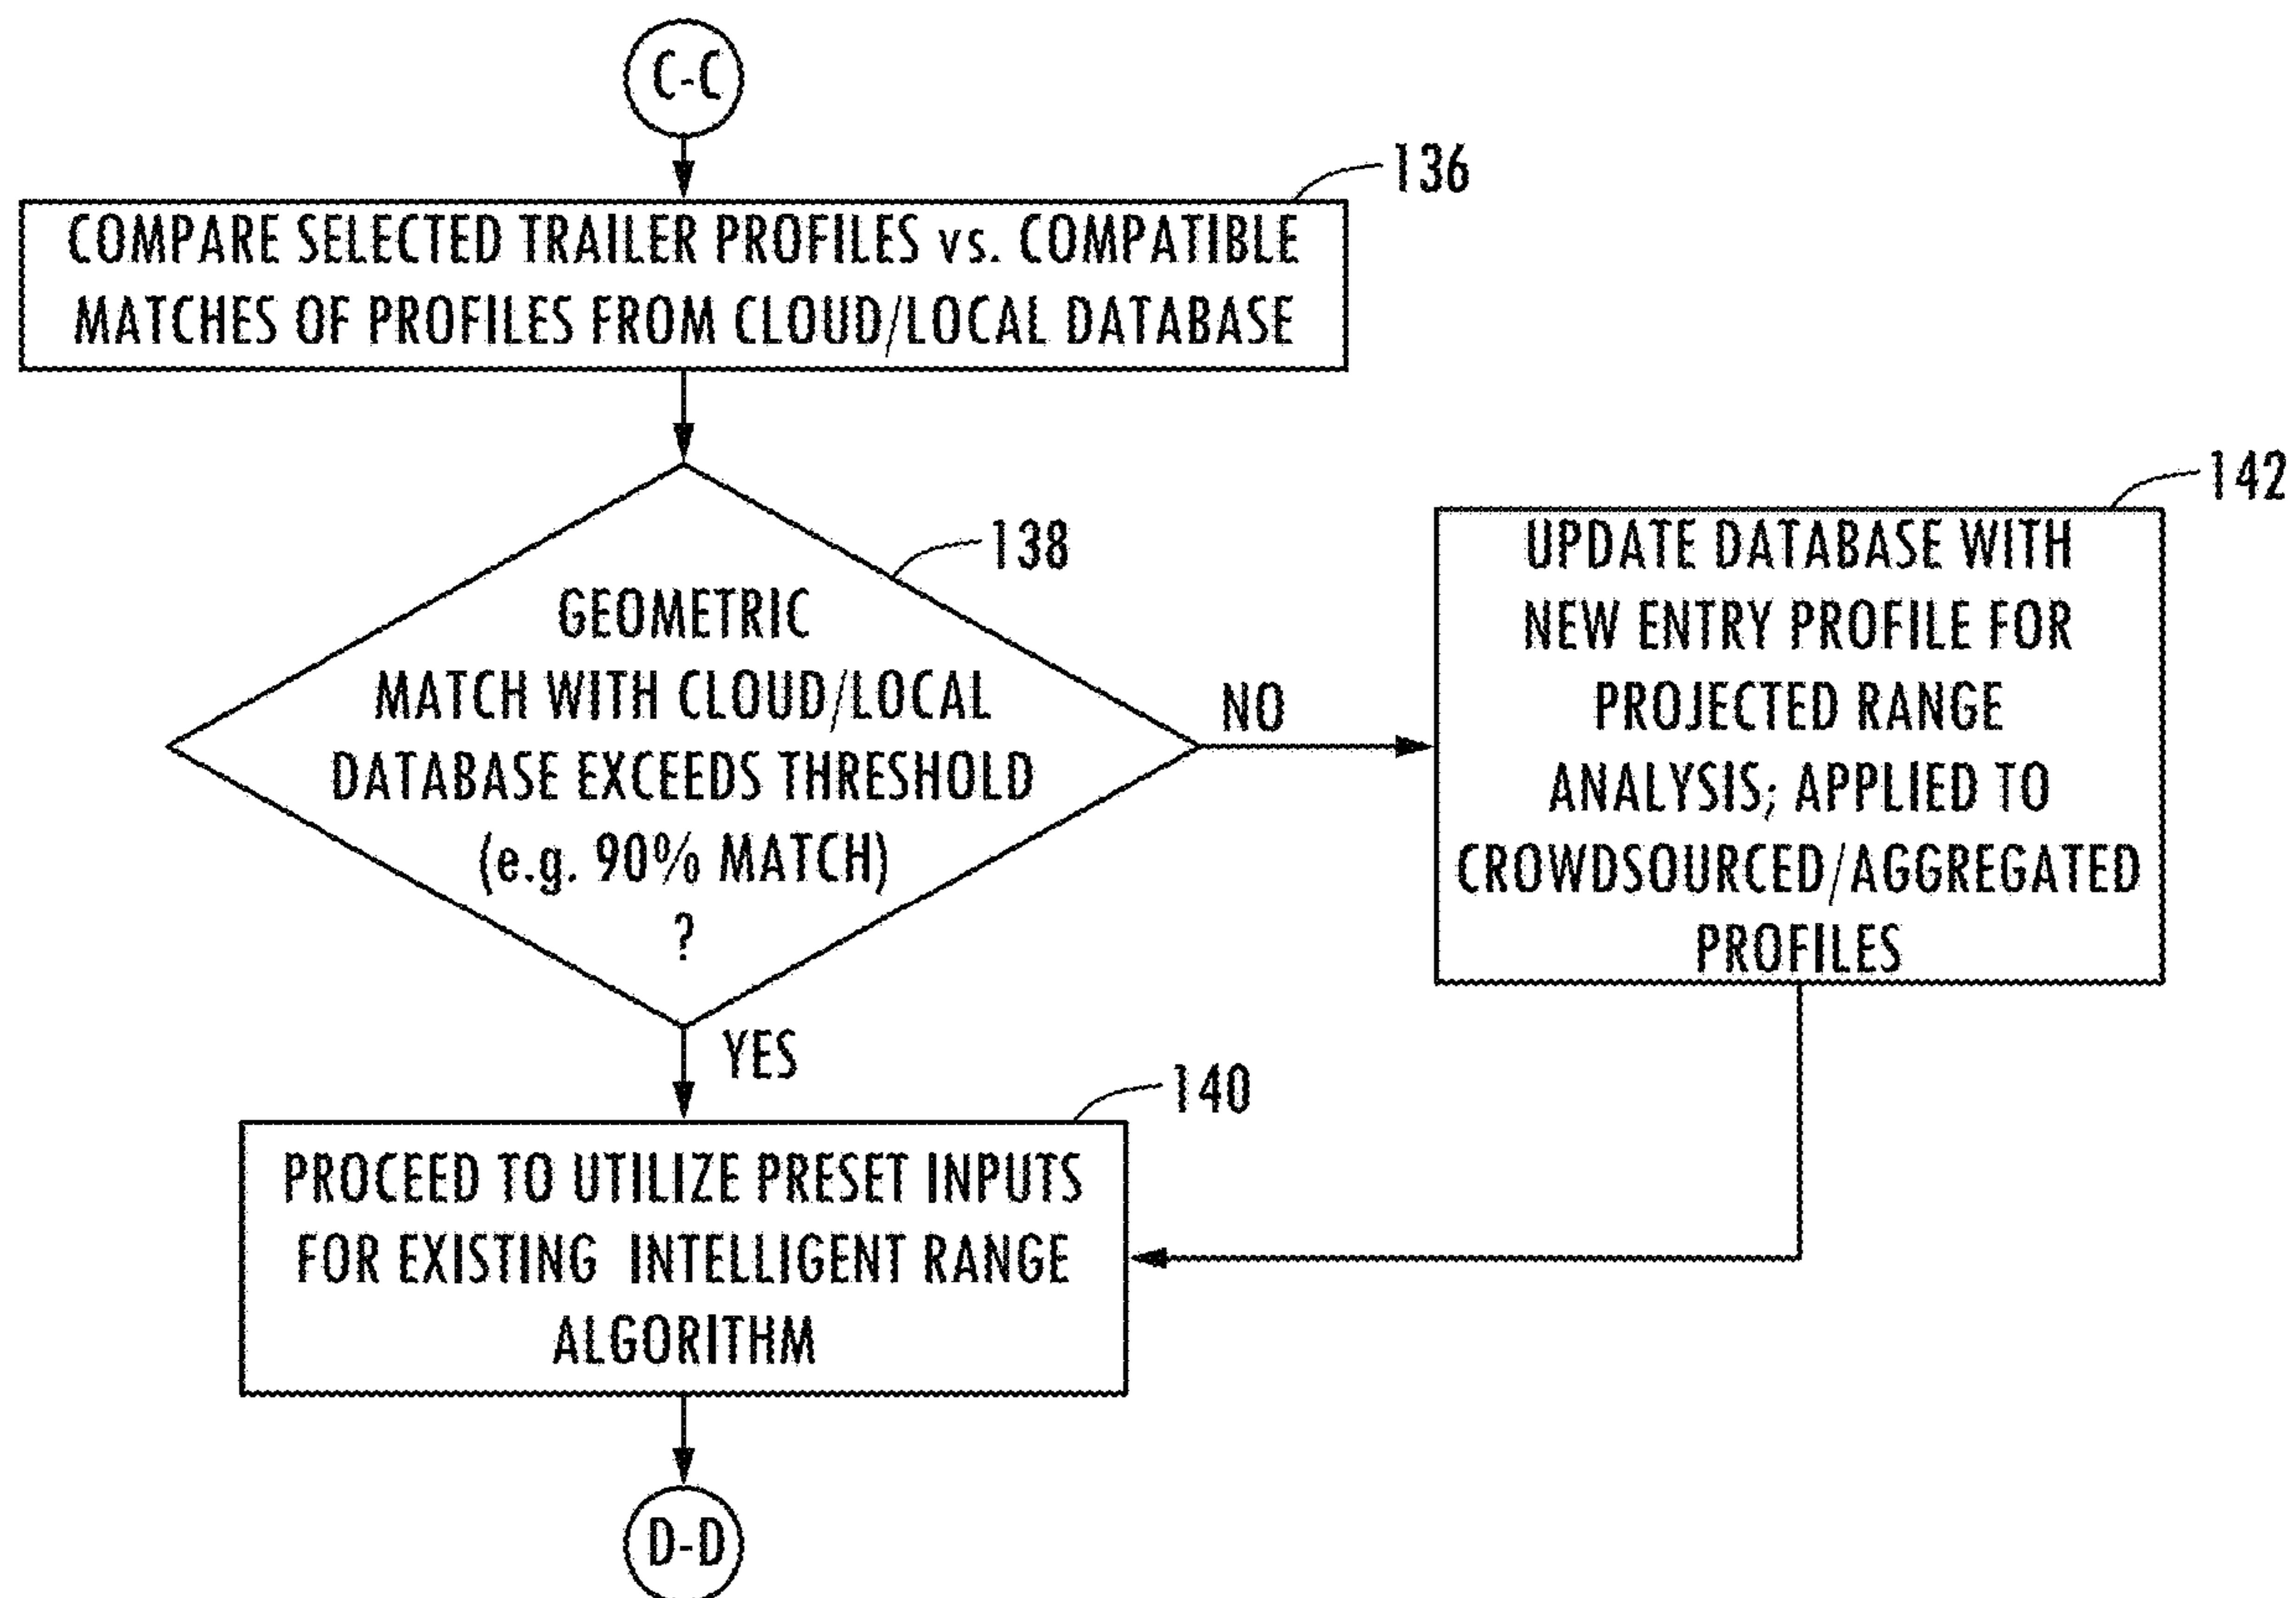 C-C
136
COMPARE SELECTED TRAILER PROFILES vs. COMPATIBLE
MATCHES OF PROFILES FROM CLOUD/LOCAL DATABASE
138
GEOMETRIC
MATCH WITH CLOUD/LOCAL
DATABASE EXCEEDS THRESHOLD
(e.g. 90% MATCH)
?
NO
142
UPDATE DATABASE WITH
NEW ENTRY PROFILE FOR
PROJECTED RANGE
ANALYSIS; APPLIED TO
CROWDSOURCED/AGGREGATED
PROFILES
YES
140
PROCEED TO UTILIZE PRESET INPUTS
FOR EXISTING INTELLIGENT RANGE
ALGORITHM
D-D